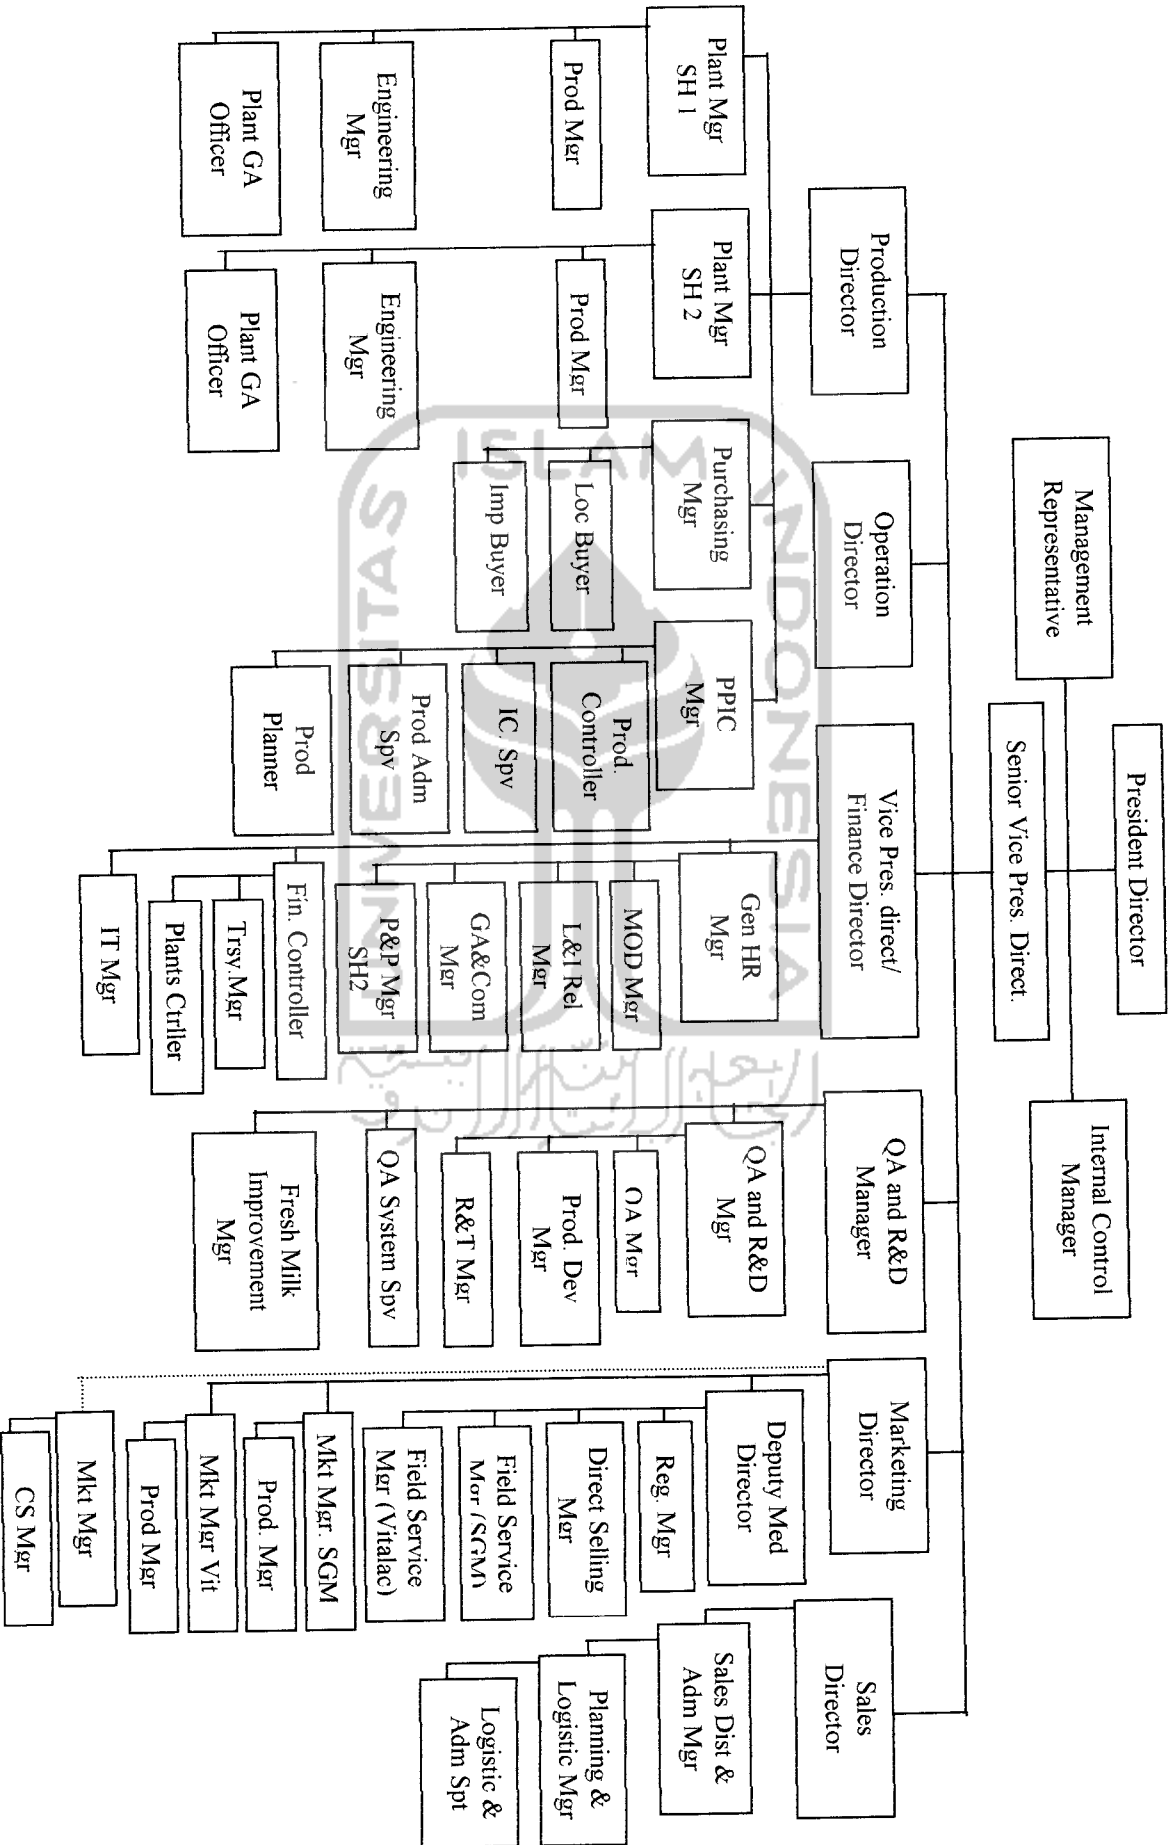 President Director
Senior Vice Pres. Direct.
Management
Representative
Internal Control
Manager
Production
Director
Operation
Director
Vice Pres. direct/
Finance Director
QA and R&D
Manager
Marketing
Director
Sales
Director
Plant Mgr
SH 1
Prod Mgr
Engineering
Mgr
Plant GA
Officer
Plant Mgr
SH 2
Prod Mgr
Engineering
Mgr
Plant GA
Officer
Purchasing
Mgr
Loc Buyer
Imp Buyer
PPIC
Mgr
Prod.
Controller
IC. Spv
Prod Adm
Spv
Prod
Planner
Gen HR
Mgr
MOD Mgr
L&I Rel
Mgr
GA&Com
Mgr
P&P Mgr
SH2
Fin. Controller
Trsy.Mgr
Plants Ctrller
IT Mgr
QA and R&D
Mgr
QA Mgr
Prod. Dev
Mgr
R&T Mgr
QA System Spv
Fresh Milk
Improvement
Mgr
Deputy Med
Director
Reg. Mgr
Direct Selling
Mgr
Field Service
Mgr (SGM)
Field Service
Mgr (Vitalac)
Mkt Mgr. SGM
Prod. Mgr
Mkt Mgr Vit
Prod Mgr
Mkt Mgr
CS Mgr
Sales Dist &
Adm Mgr
Planning &
Logistic Mgr
Logistic &
Adm Spt
UNIVERSITAS
ISLAM
INDONESIA